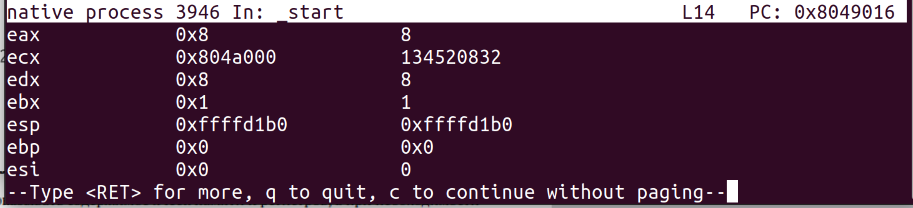 native process 3946 In: _start L14 PC: 0x8049016
eax 0x8 8
ecx 0x804a000 134520832
edx 0x8 8
ebx 0x1 1
esp 0xffffd1b0 0xffffd1b0
ebp 0x0 0x0
esi 0x0 0
--Type <RET> for more, q to quit, c to continue without paging--